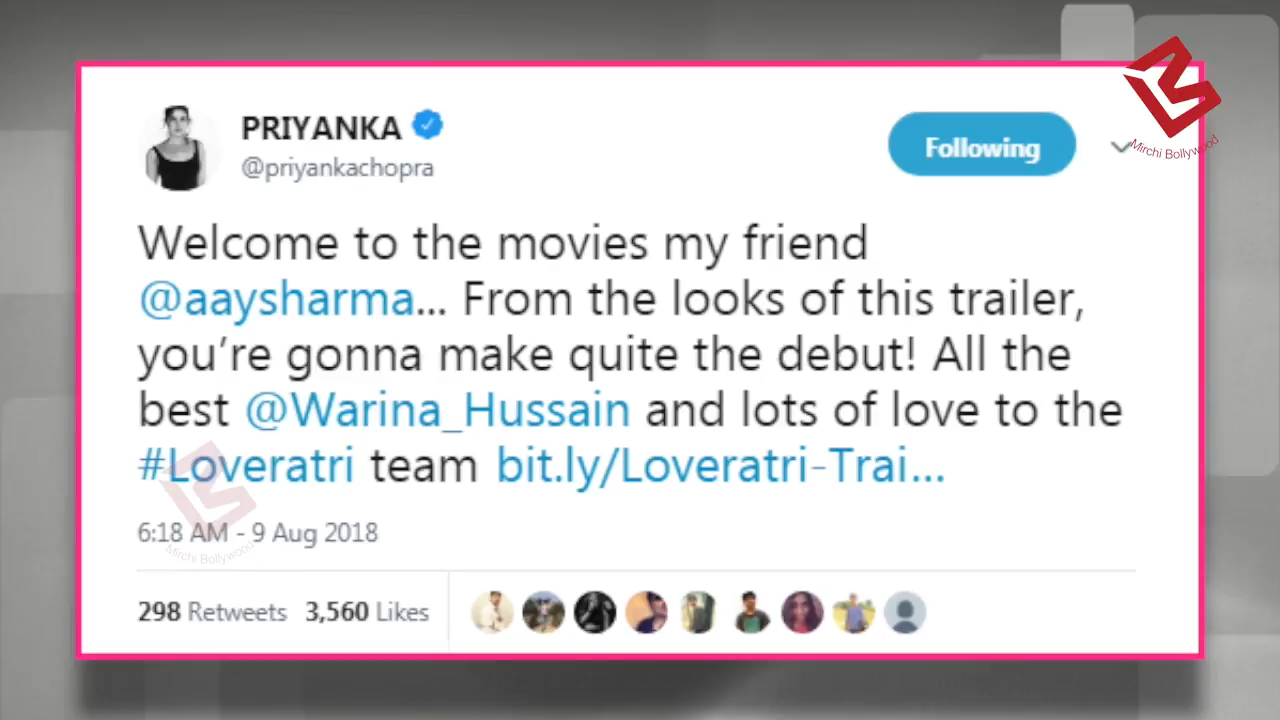 PRIYANKA
@priyankachopra
Following
Mirchi Bollywood
Welcome to the movies my friend
@aaysharma... From the looks of this trailer,
you're gonna make quite the debut! All the
best @Warina_Hussain and lots of love to the
#Loveratri team bit.ly/Loveratri-Trai...
6:18 AM - 9 Aug 2018
Mirchi Bollywood
298 Retweets 3,560 Likes